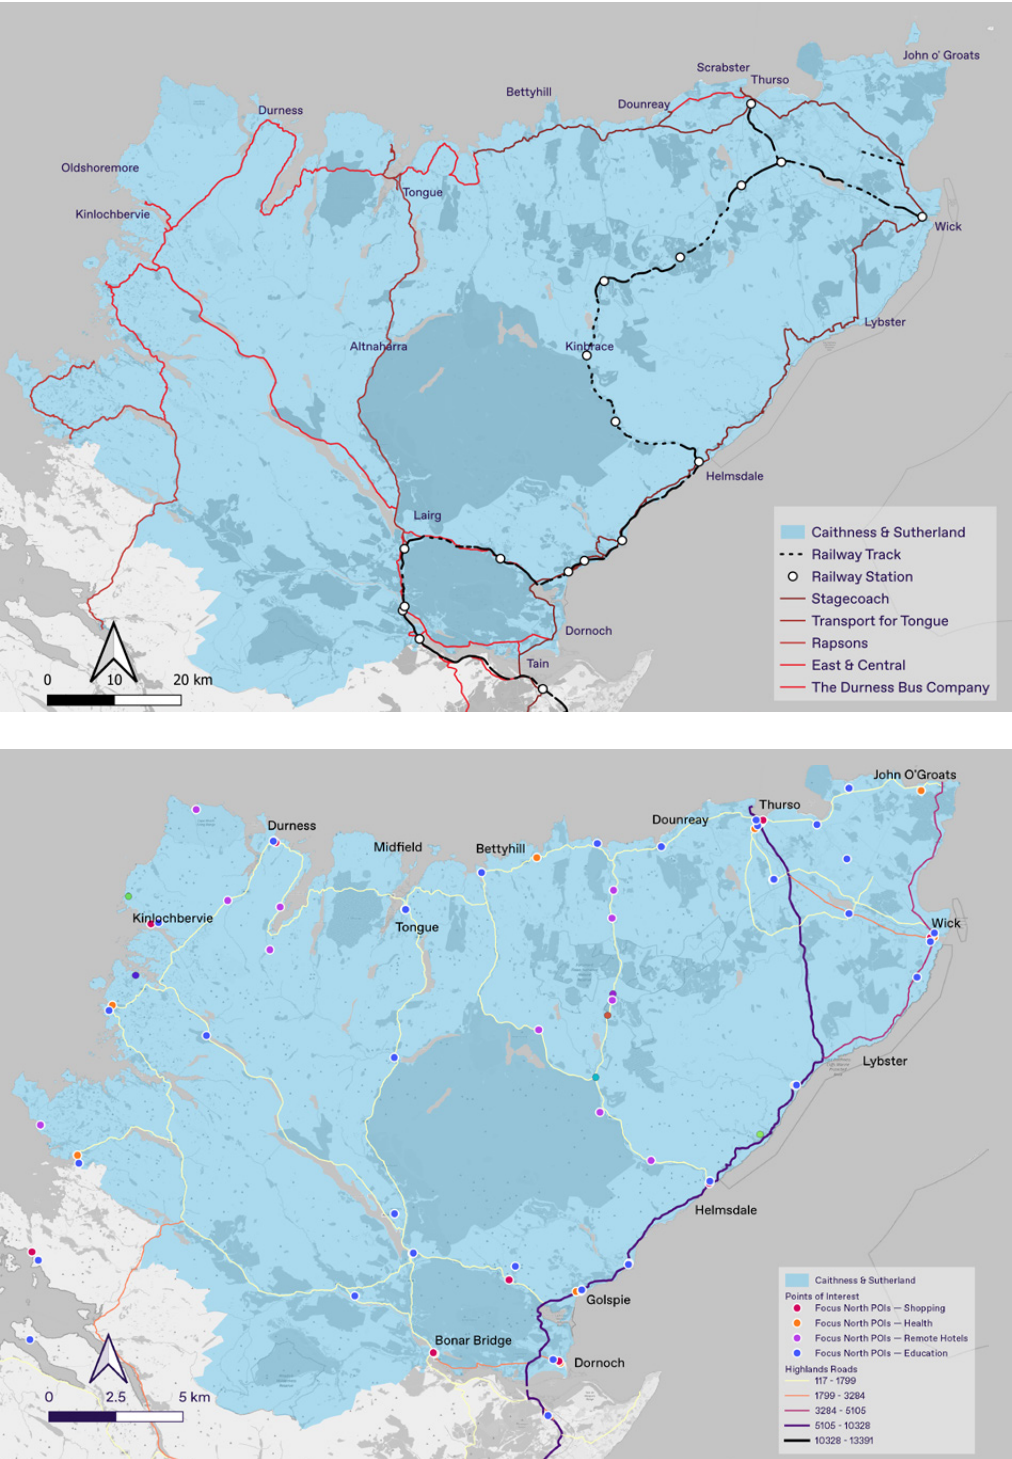 John o' Groats
Scrabster
Thurso
Bettyhill
Dounreay
Durness
Oldshoremore
Tongue
Kinlochbervie
Wick
Lybster
Altnaharra
Kinbrace
Helmsdale
Lairg
Caithness & Sutherland
Railway Track
Railway Station
Stagecoach
Transport for Tongue
Rapsons
East & Central
The Durness Bus Company
Dornoch
Tain
0 10 20 km
John O'Groats
Thurso
Dounreay
Durness
Midfield
Bettyhill
Kinlochbervie
Tongue
Wick
Lybster
Helmsdale
Golspie
Bonar Bridge
Dornoch
0 2.5 5 km
Caithness & Sutherland
Points of Interest
Focus North POIs — Shopping
Focus North POIs — Health
Focus North POIs — Remote Hotels
Focus North POIs — Education
Highlands Roads
117 - 1799
1799 - 3284
3284 - 5105
5105 - 10328
10328 - 13391